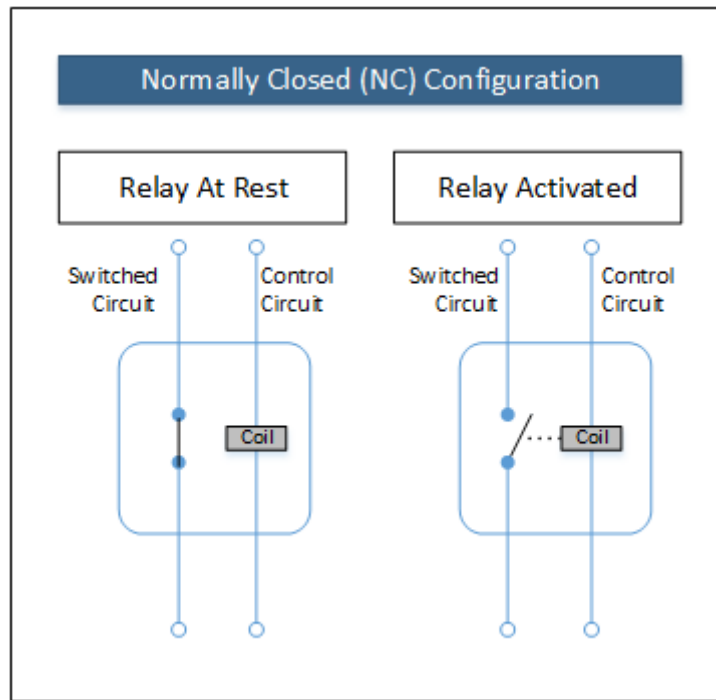 Normally Closed (NC) Configuration
Relay At Rest
Relay Activated
Switched
Circuit
Control
Circuit
Switched
Circuit
Control
Circuit
Coil
Coil